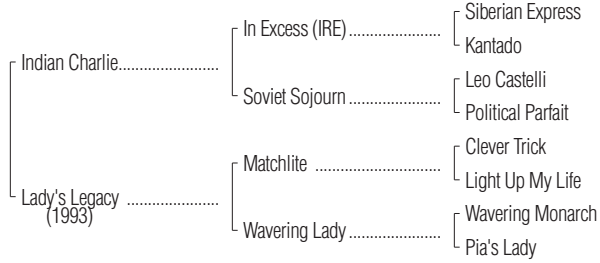 Siberian Express
In Excess (IRE)....................
Kantado
Indian Charlie.......................
Leo Castelli
Soviet Sojourn .....................
Political Parfait
Clever Trick
Matchlite ............................
Light Up My Life
Lady's Legacy .....................
(1993)
Wavering Monarch
Wavering Lady.....................
Pia's Lady